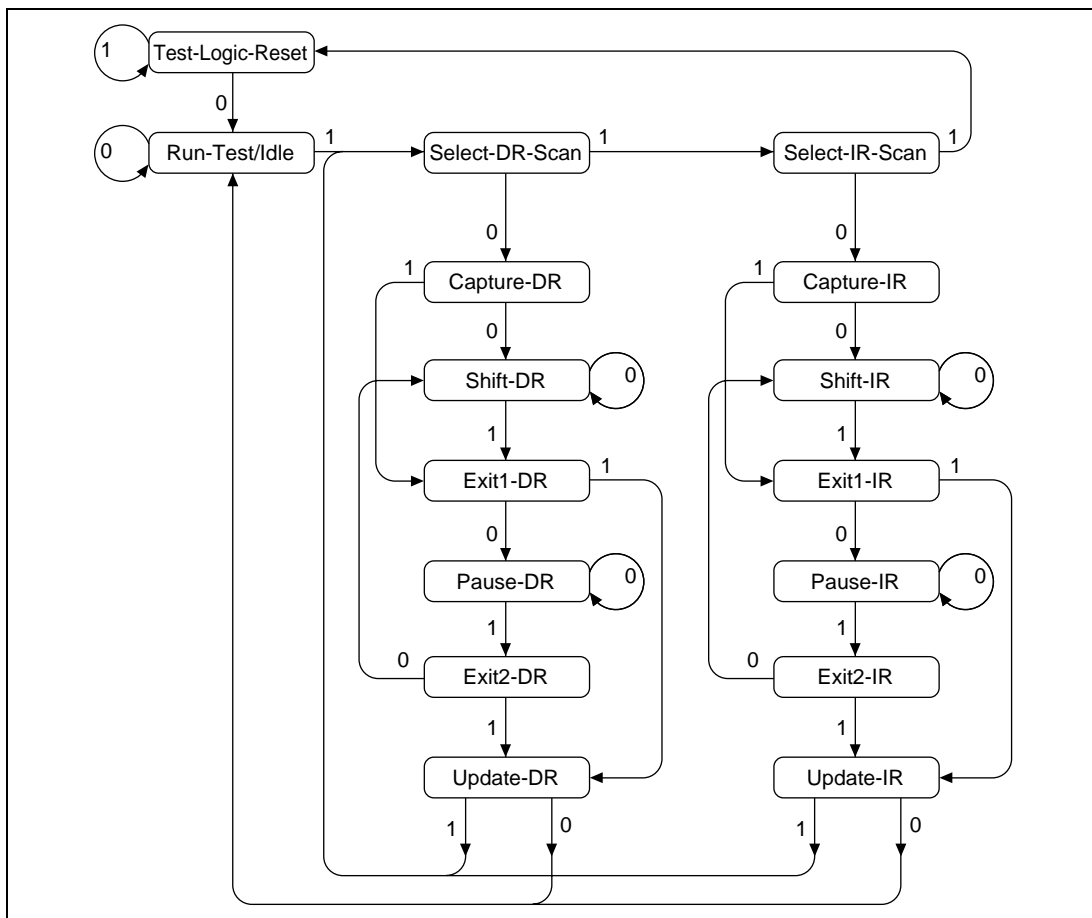 1 Test-Logic-Reset
0
0 Run-Test/Idle 1 Select-DR-Scan 1 Select-IR-Scan 1
0 0
1 Capture-DR 1 Capture-IR
0 0
Shift-DR 0 Shift-IR 0
1 1
Exit1-DR 1 Exit1-IR 1
0 0
Pause-DR 0 Pause-IR 0
1 1
0 Exit2-DR 0 Exit2-IR
1 1
Update-DR Update-IR
1 0 1 0